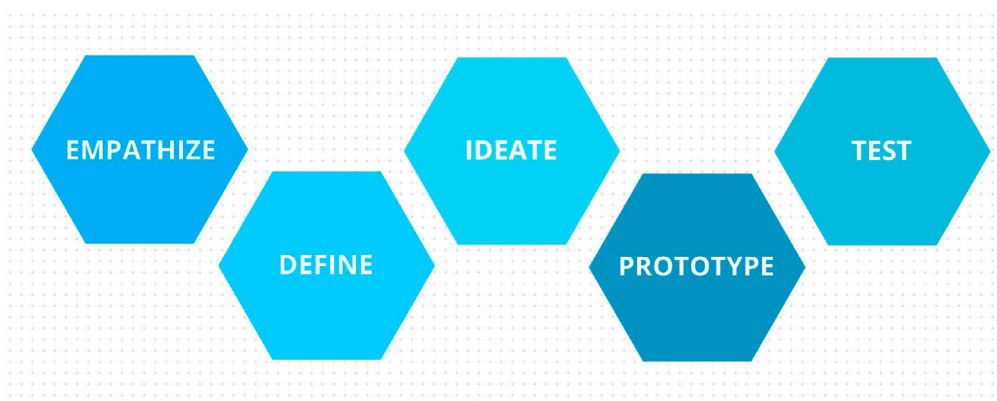 EMPATHIZE
DEFINE
IDEATE
PROTOTYPE
TEST